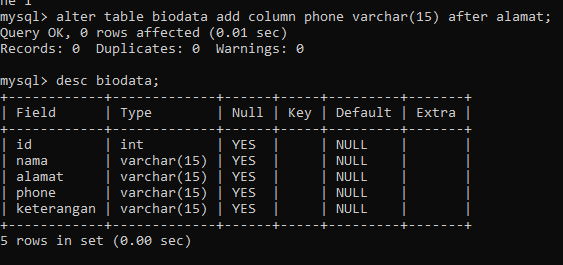 mysql> alter table biodata add column phone varchar(15) after alamat;
Query OK, 0 rows affected (0.01 sec)
Records: 0  Duplicates: 0  Warnings: 0

mysql> desc biodata;
+------------+-------------+------+-----+---------+-------+
| Field      | Type        | Null | Key | Default | Extra |
+------------+-------------+------+-----+---------+-------+
| id         | int         | YES  |     | NULL    |       |
| nama       | varchar(15) | YES  |     | NULL    |       |
| alamat     | varchar(15) | YES  |     | NULL    |       |
| phone      | varchar(15) | YES  |     | NULL    |       |
| keterangan | varchar(15) | YES  |     | NULL    |       |
+------------+-------------+------+-----+---------+-------+
5 rows in set (0.00 sec)